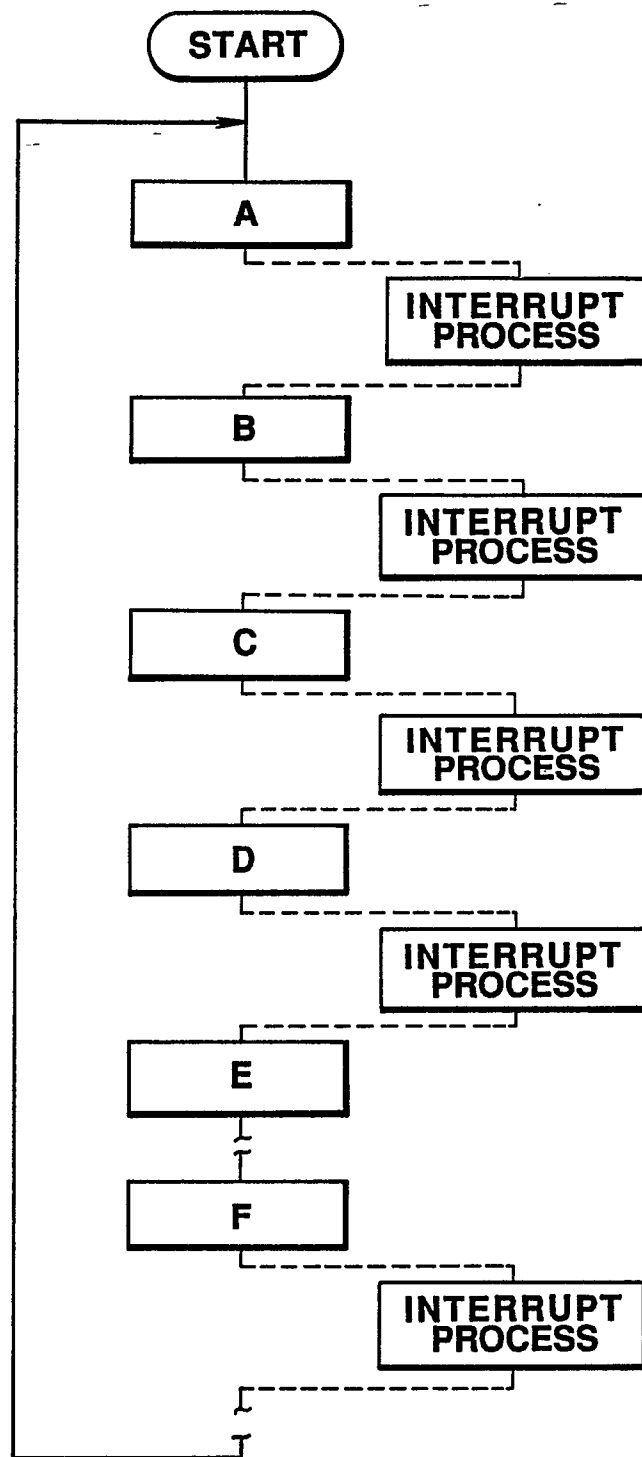 START
A
INTERRUPT
PROCESS
B
INTERRUPT
PROCESS
C
INTERRUPT
PROCESS
D
INTERRUPT
PROCESS
E
F
INTERRUPT
PROCESS